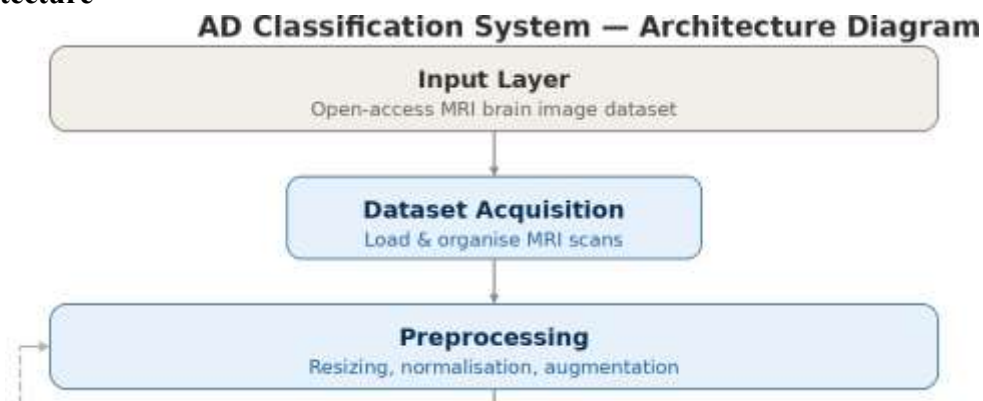 AD Classification System — Architecture Diagram
Input Layer
Open-access MRI brain image dataset
Dataset Acquisition
Load & organise MRI scans
Preprocessing
Resizing, normalisation, augmentation